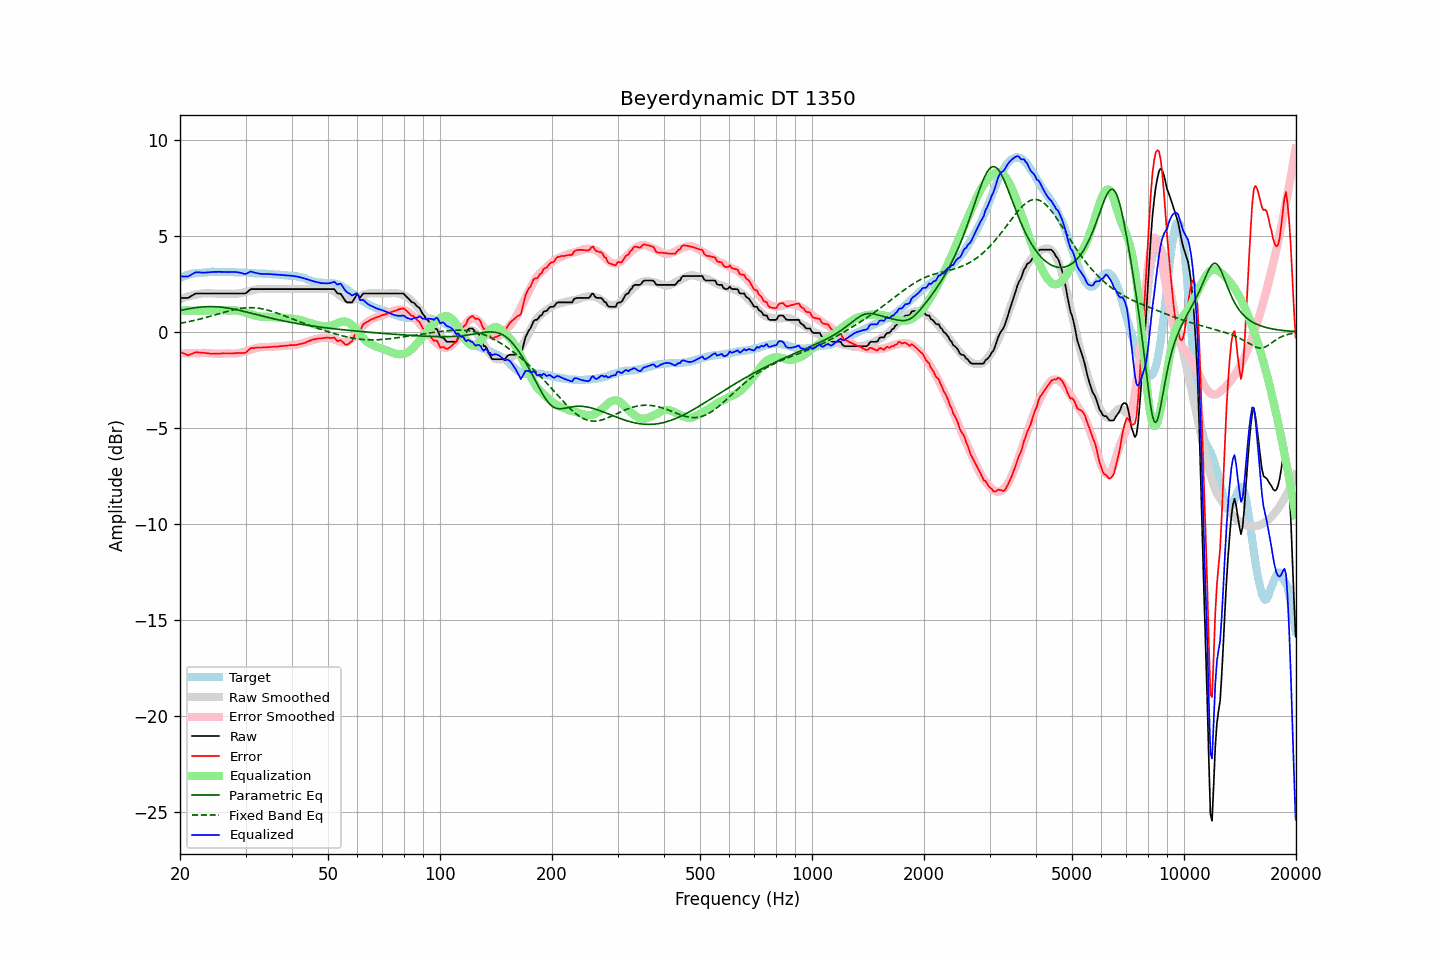 Beyerdynamic DT 1350
Amplitude (dBr)
10
5
0
−5
−10
−15
−20
−25
Target
Raw Smoothed
Error Smoothed
Raw
Error
Equalization
Parametric Eq
Fixed Band Eq
Equalized
20 50 100 200 500 1000 2000 5000 10000 20000
Frequency (Hz)